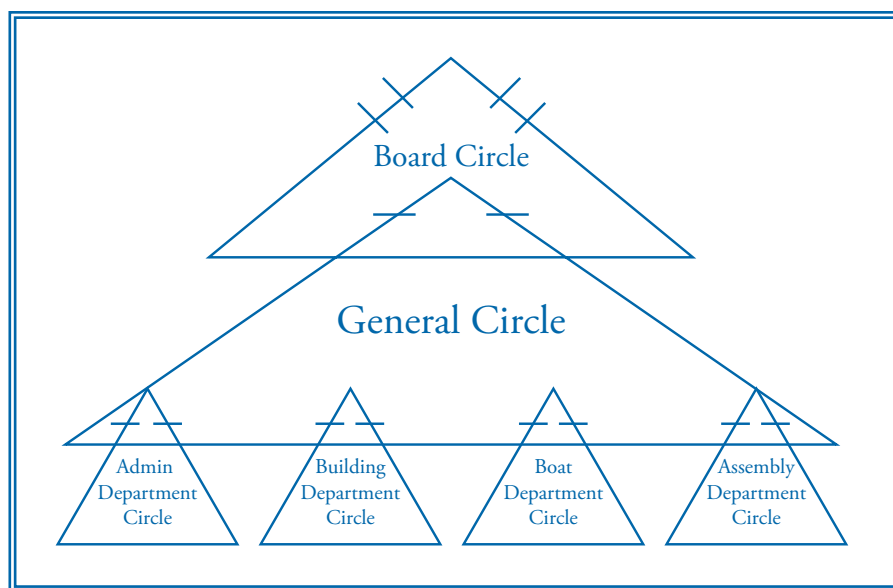 Board Circle
General Circle
Admin
Department
Circle
Building
Department
Circle
Boat
Department
Circle
Assembly
Department
Circle